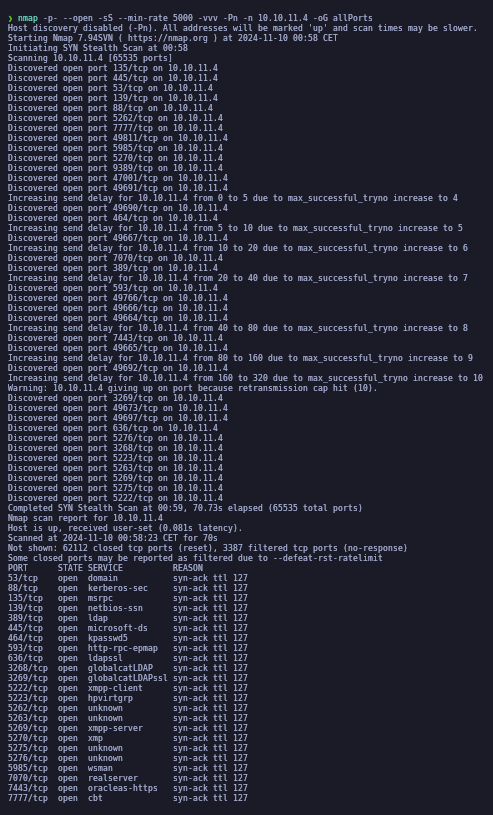 ❯ nmap -p- --open -sS --min-rate 5000 -vvv -Pn -n 10.10.11.4 -oG allPorts
Host discovery disabled (-Pn). All addresses will be marked 'up' and scan times may be slower.
Starting Nmap 7.94SVN ( https://nmap.org ) at 2024-11-10 00:58 CET
Initiating SYN Stealth Scan at 00:58
Scanning 10.10.11.4 [65535 ports]
Discovered open port 135/tcp on 10.10.11.4
Discovered open port 445/tcp on 10.10.11.4
Discovered open port 53/tcp on 10.10.11.4
Discovered open port 139/tcp on 10.10.11.4
Discovered open port 88/tcp on 10.10.11.4
Discovered open port 5262/tcp on 10.10.11.4
Discovered open port 7777/tcp on 10.10.11.4
Discovered open port 49811/tcp on 10.10.11.4
Discovered open port 5985/tcp on 10.10.11.4
Discovered open port 5270/tcp on 10.10.11.4
Discovered open port 9389/tcp on 10.10.11.4
Discovered open port 47001/tcp on 10.10.11.4
Discovered open port 49691/tcp on 10.10.11.4
Increasing send delay for 10.10.11.4 from 0 to 5 due to max_successful_tryno increase to 4
Discovered open port 49690/tcp on 10.10.11.4
Discovered open port 464/tcp on 10.10.11.4
Increasing send delay for 10.10.11.4 from 5 to 10 due to max_successful_tryno increase to 5
Discovered open port 49667/tcp on 10.10.11.4
Increasing send delay for 10.10.11.4 from 10 to 20 due to max_successful_tryno increase to 6
Discovered open port 7070/tcp on 10.10.11.4
Discovered open port 389/tcp on 10.10.11.4
Increasing send delay for 10.10.11.4 from 20 to 40 due to max_successful_tryno increase to 7
Discovered open port 593/tcp on 10.10.11.4
Discovered open port 49766/tcp on 10.10.11.4
Discovered open port 49666/tcp on 10.10.11.4
Discovered open port 49664/tcp on 10.10.11.4
Increasing send delay for 10.10.11.4 from 40 to 80 due to max_successful_tryno increase to 8
Discovered open port 7443/tcp on 10.10.11.4
Discovered open port 49665/tcp on 10.10.11.4
Increasing send delay for 10.10.11.4 from 80 to 160 due to max_successful_tryno increase to 9
Discovered open port 49692/tcp on 10.10.11.4
Increasing send delay for 10.10.11.4 from 160 to 320 due to max_successful_tryno increase to 10
Warning: 10.10.11.4 giving up on port because retransmission cap hit (10).
Discovered open port 3269/tcp on 10.10.11.4
Discovered open port 49673/tcp on 10.10.11.4
Discovered open port 49697/tcp on 10.10.11.4
Discovered open port 636/tcp on 10.10.11.4
Discovered open port 5276/tcp on 10.10.11.4
Discovered open port 3268/tcp on 10.10.11.4
Discovered open port 5223/tcp on 10.10.11.4
Discovered open port 5263/tcp on 10.10.11.4
Discovered open port 5269/tcp on 10.10.11.4
Discovered open port 5275/tcp on 10.10.11.4
Discovered open port 5222/tcp on 10.10.11.4
Completed SYN Stealth Scan at 00:59, 70.73s elapsed (65535 total ports)
Nmap scan report for 10.10.11.4
Host is up, received user-set (0.081s latency).
Scanned at 2024-11-10 00:58:23 CET for 70s
Not shown: 62112 closed tcp ports (reset), 3387 filtered tcp ports (no-response)
Some closed ports may be reported as filtered due to --defeat-rst-ratelimit
PORT STATE SERVICE REASON
53/tcp open domain syn-ack ttl 127
88/tcp open kerberos-sec syn-ack ttl 127
135/tcp open msrpc syn-ack ttl 127
139/tcp open netbios-ssn syn-ack ttl 127
389/tcp open ldap syn-ack ttl 127
445/tcp open microsoft-ds syn-ack ttl 127
464/tcp open kpasswd5 syn-ack ttl 127
593/tcp open http-rpc-epmap syn-ack ttl 127
636/tcp open ldapssl syn-ack ttl 127
3268/tcp open globalcatLDAP syn-ack ttl 127
3269/tcp open globalcatLDAPssl syn-ack ttl 127
5222/tcp open xmpp-client syn-ack ttl 127
5223/tcp open hpvirtgrp syn-ack ttl 127
5262/tcp open unknown syn-ack ttl 127
5263/tcp open unknown syn-ack ttl 127
5269/tcp open xmpp-server syn-ack ttl 127
5270/tcp open xmp syn-ack ttl 127
5275/tcp open unknown syn-ack ttl 127
5276/tcp open unknown syn-ack ttl 127
5985/tcp open wsman syn-ack ttl 127
7070/tcp open realserver syn-ack ttl 127
7443/tcp open oracleas-https syn-ack ttl 127
7777/tcp open cbt syn-ack ttl 127